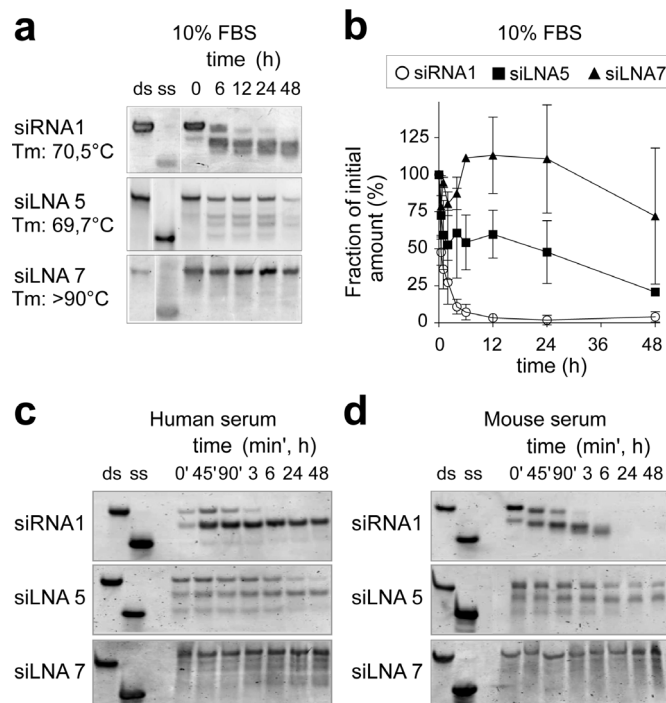 a
10% FBS
time (h)
ds ss 0 6 12 24 48
siRNA1
Tm: 70,5°C
siLNA 5
Tm: 69,7°C
siLNA 7
Tm: >90°C
b
10% FBS
siRNA1 siLNA5 siLNA7
Fraction of initial
amount (%)
125
100
75
50
25
0
0 12 24 36 48
time (h)
c
Human serum
time (min', h)
ds ss 0' 45' 90' 3 6 24 48
siRNA1
siLNA 5
siLNA 7
d
Mouse serum
time (min', h)
ds ss 0' 45' 90' 3 6 24 48
siRNA1
siLNA 5
siLNA 7